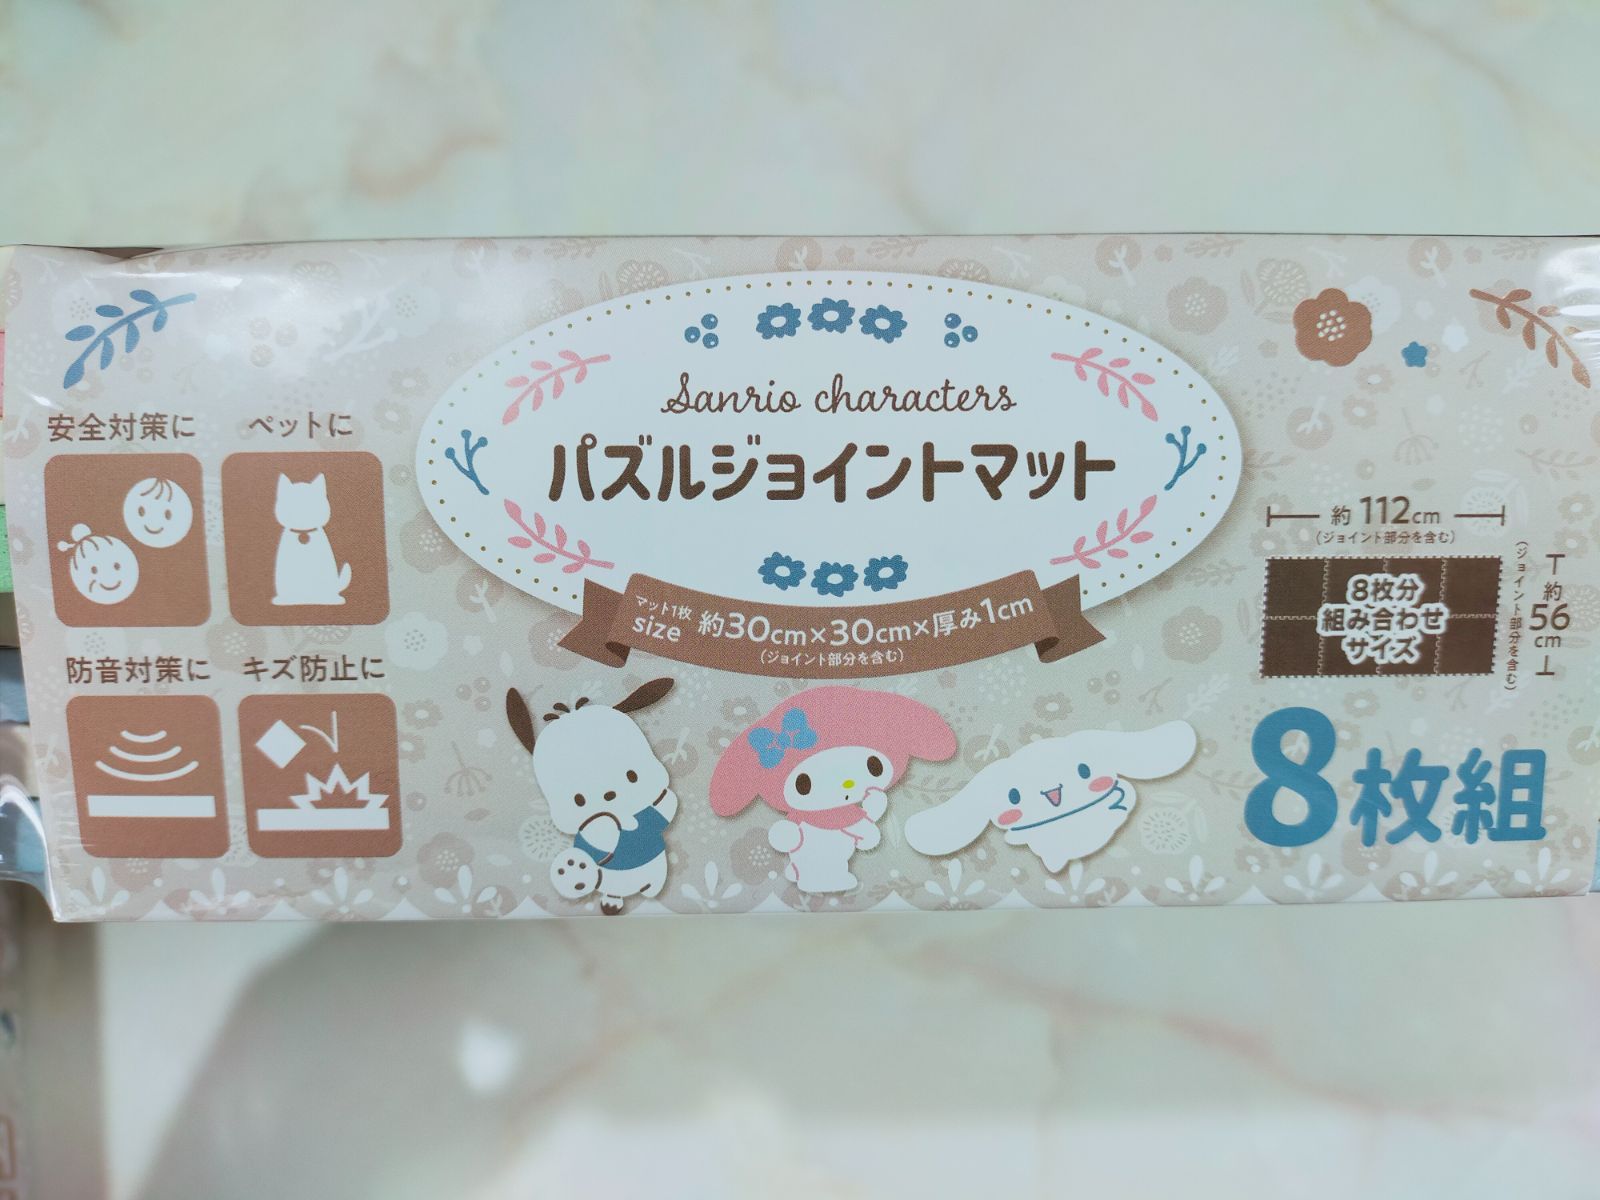 Sanrio characters
パズルジョイントマット
マット1枚
size
約30cm×30cm×厚み1cm
(ジョイント部分を含む)
安全対策に
ペットに
防音対策に
キズ防止に
約112cm
(ジョイント部分を含む)
8枚分
組み合わせ
サイズ
約
56
cm
(ジョイント部分を含む)
8枚組